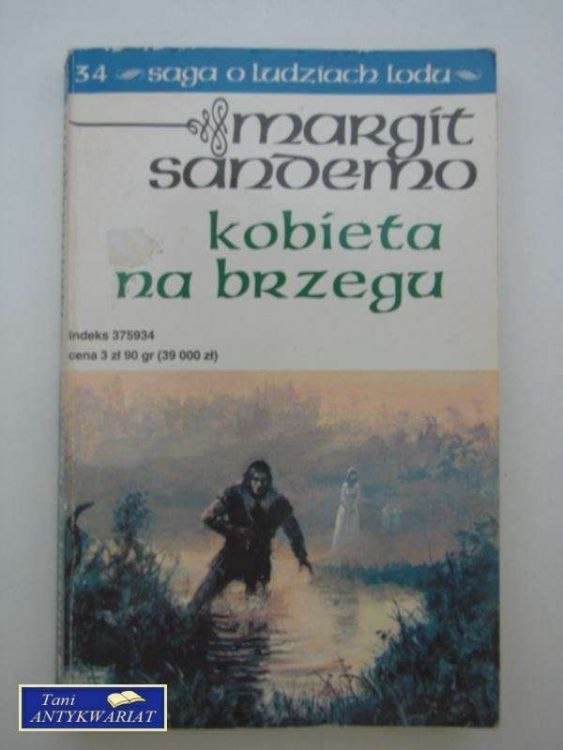 34 saga o ludziach lodu
margit
sandemo
kobieta
na brzegu
indeks 375934
cena 3 zł 90 gr (39 000 zł)
Tani
ANTYKWARIAT